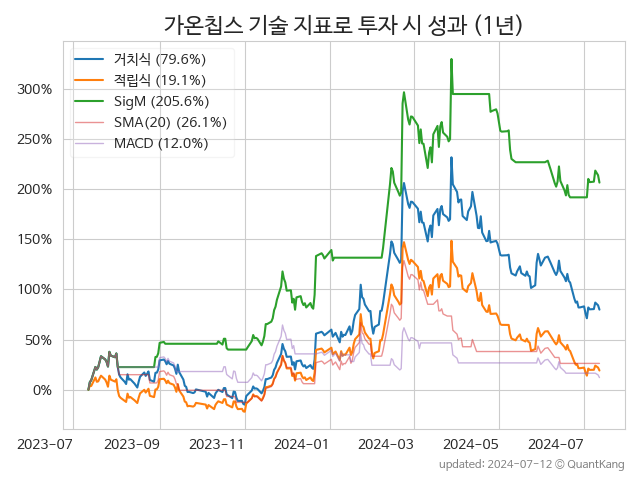 가온칩스 기술 지표로 투자 시 성과 (1년)
거치식 (79.6%)
적립식 (19.1%)
SigM (205.6%)
SMA(20) (26.1%)
MACD (12.0%)
300%
250%
200%
150%
100%
50%
0%
2023-07 2023-09 2023-11 2024-01 2024-03 2024-05 2024-07
updated: 2024-07-12 © QuantKang